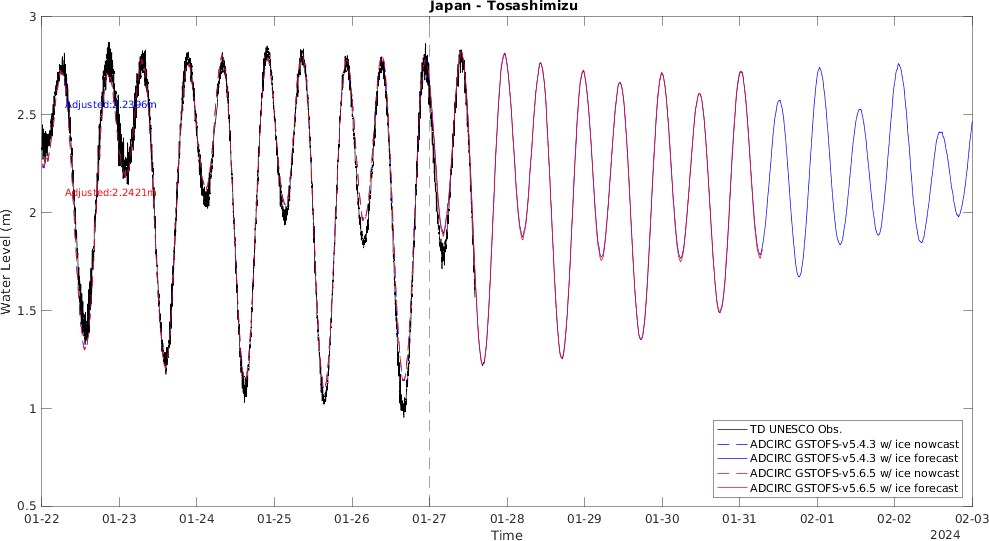 Japan - Tosashimizu
3
2.5
2
1.5
1
0.5
Water Level (m)
Adjusted:2.2396m
Adjusted:2.2421m
TD UNESCO Obs.
ADCIRC GSTOFS-v5.4.3 w/ ice nowcast
ADCIRC GSTOFS-v5.4.3 w/ ice forecast
ADCIRC GSTOFS-v5.6.5 w/ ice nowcast
ADCIRC GSTOFS-v5.6.5 w/ ice forecast
01-22 01-23 01-24 01-25 01-26 01-27 01-28 01-29 01-30 01-31 02-01 02-02 02-03
Time
2024